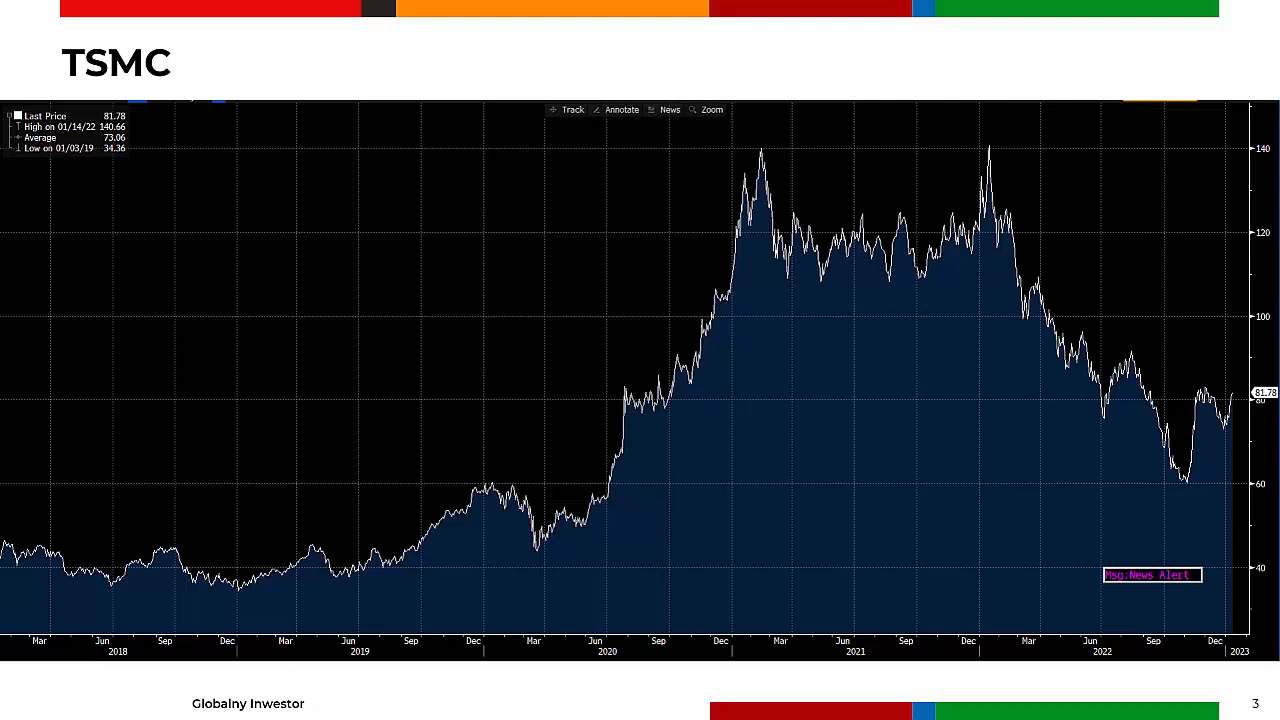 TSMC
Track Annotate News Zoom
Last Price 81.78
High on 01/14/22 140.66
Average 73.06
Low on 01/03/19 34.36
140
120
100
81.78
80
60
40
Msg:News Alert
Mar Jun Sep Dec Mar Jun Sep Dec Mar Jun Sep Dec Mar Jun Sep Dec Mar Jun Sep Dec
2018 2019 2020 2021 2022 2023
Globalny Inwestor
3